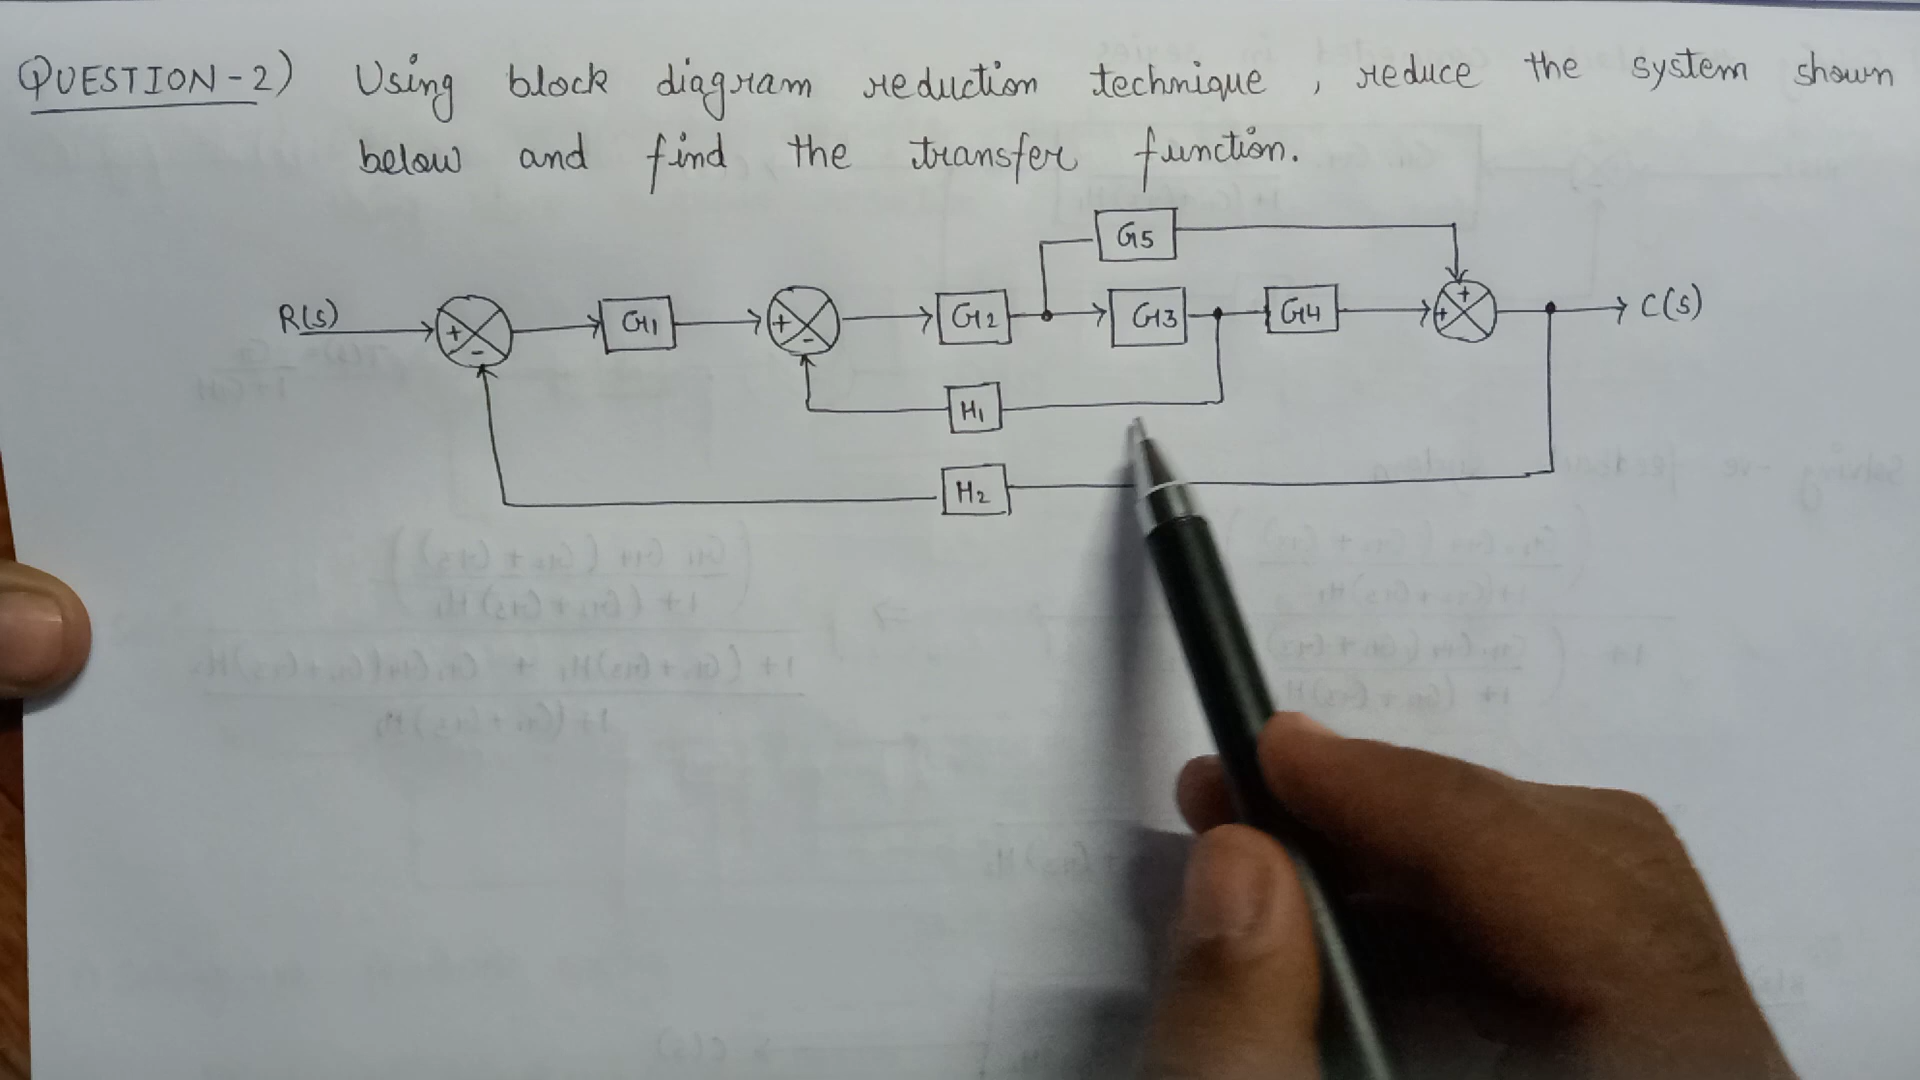 QUESTION-2) Using block diagram reduction technique, reduce the system shown
below and find the transfer function.
G5
R(s) + - G1 + - G2 G3 G4 + + C(s)
H1
H2